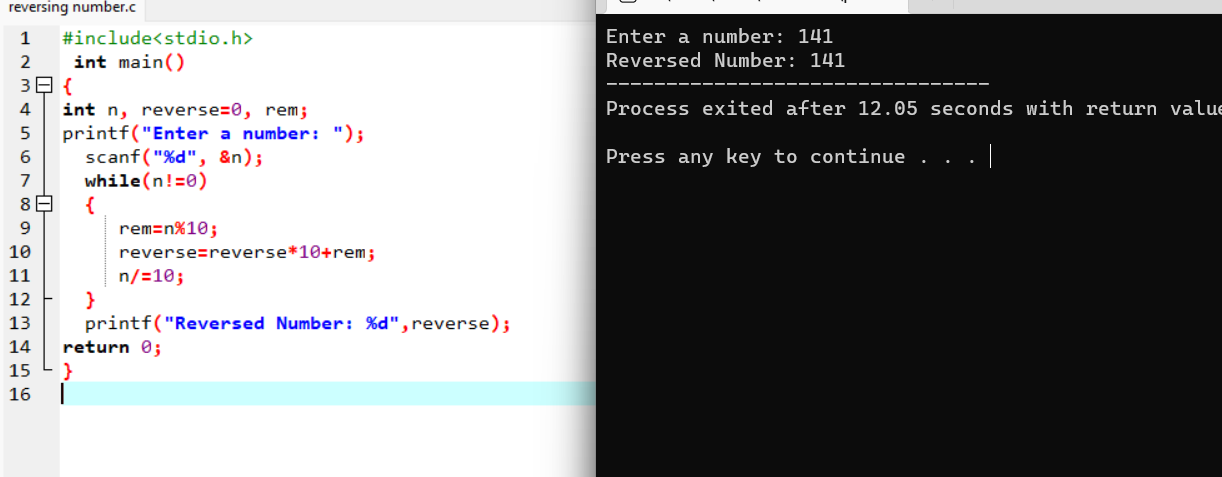 reversing number.c
1 #include<stdio.h>
2 int main()
3 {
4 int n, reverse=0, rem;
5 printf("Enter a number: ");
6 scanf("%d", &n);
7 while(n!=0)
8 {
9 rem=n%10;
10 reverse=reverse*10+rem;
11 n/=10;
12 }
13 printf("Reversed Number: %d",reverse);
14 return 0;
15 }
16
Enter a number: 141
Reversed Number: 141
--------------------------------
Process exited after 12.05 seconds with return value
Press any key to continue . . .